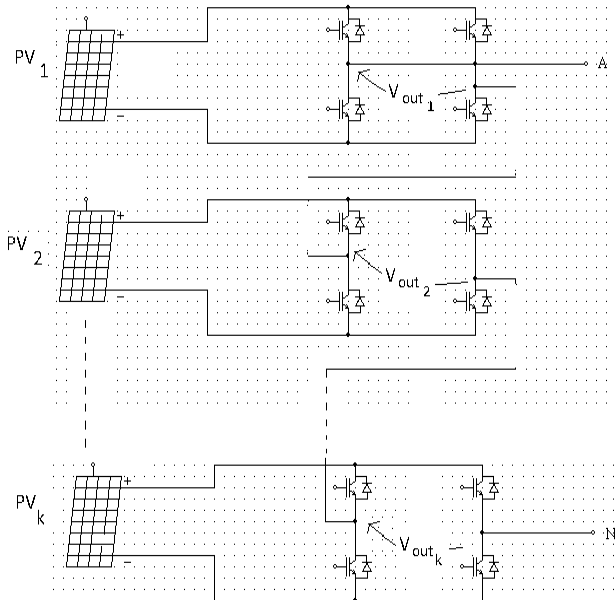 PV 1
+
−
V out 1
A
PV 2
+
−
V out 2
PV k
+
−
V out k
N